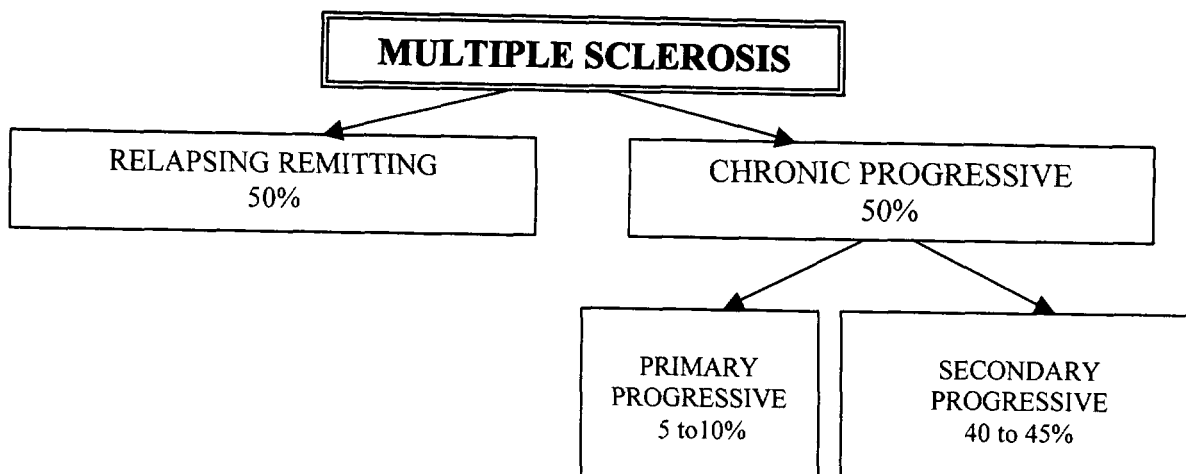 MULTIPLE SCLEROSIS
RELAPSING REMITTING
50%
CHRONIC PROGRESSIVE
50%
PRIMARY
PROGRESSIVE
5 to10%
SECONDARY
PROGRESSIVE
40 to 45%